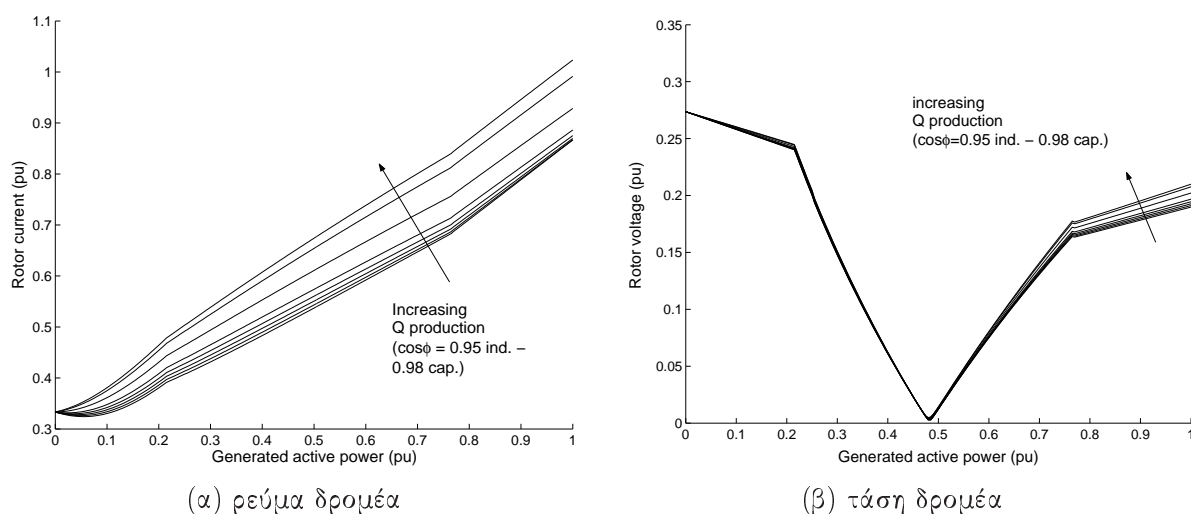 1.1
1
0.9
0.8
0.7
0.6
0.5
0.4
0.3
Rotor current (pu)
Increasing
Q production
(cosϕ = 0.95 ind. −
0.98 cap.)
0 0.1 0.2 0.3 0.4 0.5 0.6 0.7 0.8 0.9 1
Generated active power (pu)
(α) ρεύμα δρομέα
0.35
0.3
0.25
0.2
0.15
0.1
0.05
0
Rotor voltage (pu)
increasing
Q production
(cosϕ=0.95 ind. − 0.98 cap.)
0 0.1 0.2 0.3 0.4 0.5 0.6 0.7 0.8 0.9 1
Generated active power (pu)
(β) τάση δρομέα